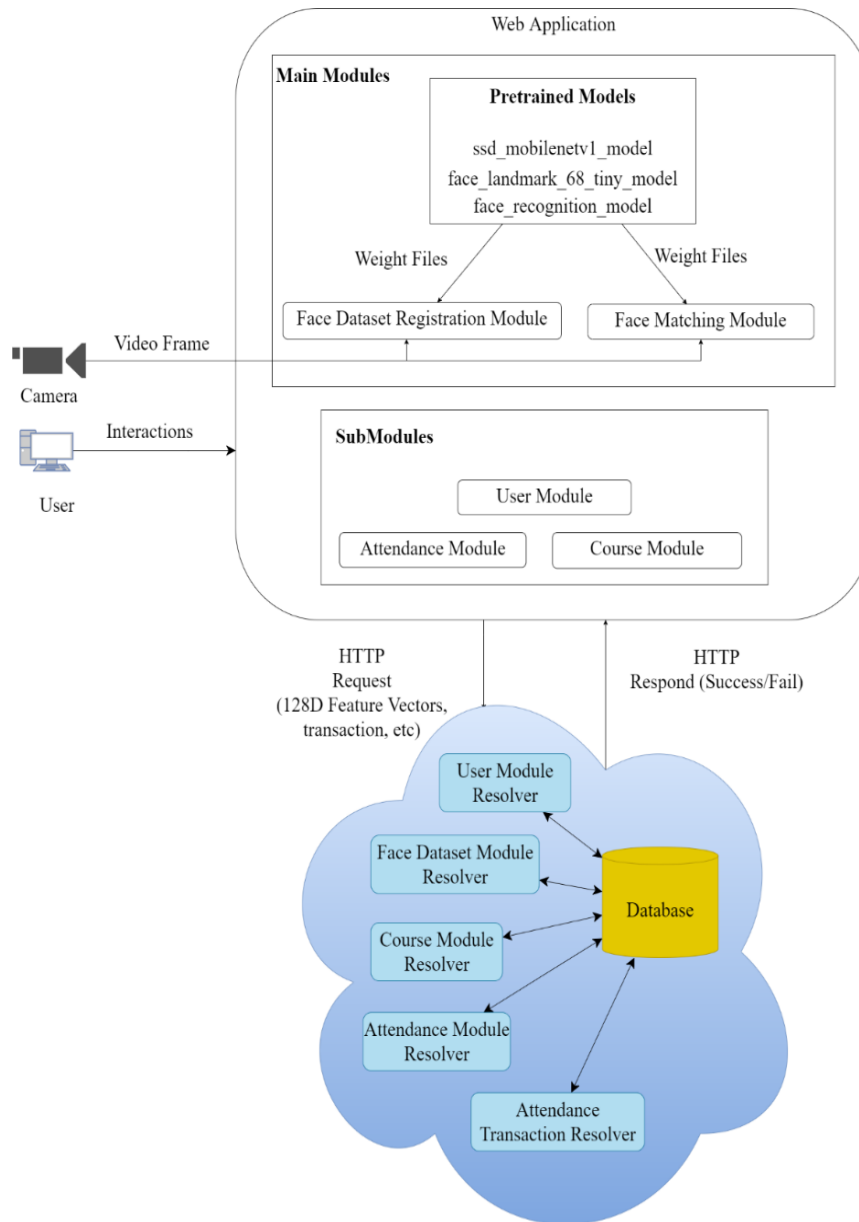 Web Application
Main Modules
Pretrained Models
ssd_mobilenetv1_model
face_landmark_68_tiny_model
face_recognition_model
Weight Files
Weight Files
Face Dataset Registration Module
Face Matching Module
Video Frame
Camera
Interactions
User
SubModules
User Module
Attendance Module
Course Module
HTTP
Request
(128D Feature Vectors,
transaction, etc)
HTTP
Respond (Success/Fail)
User Module
Resolver
Face Dataset Module
Resolver
Database
Course Module
Resolver
Attendance Module
Resolver
Attendance
Transaction Resolver